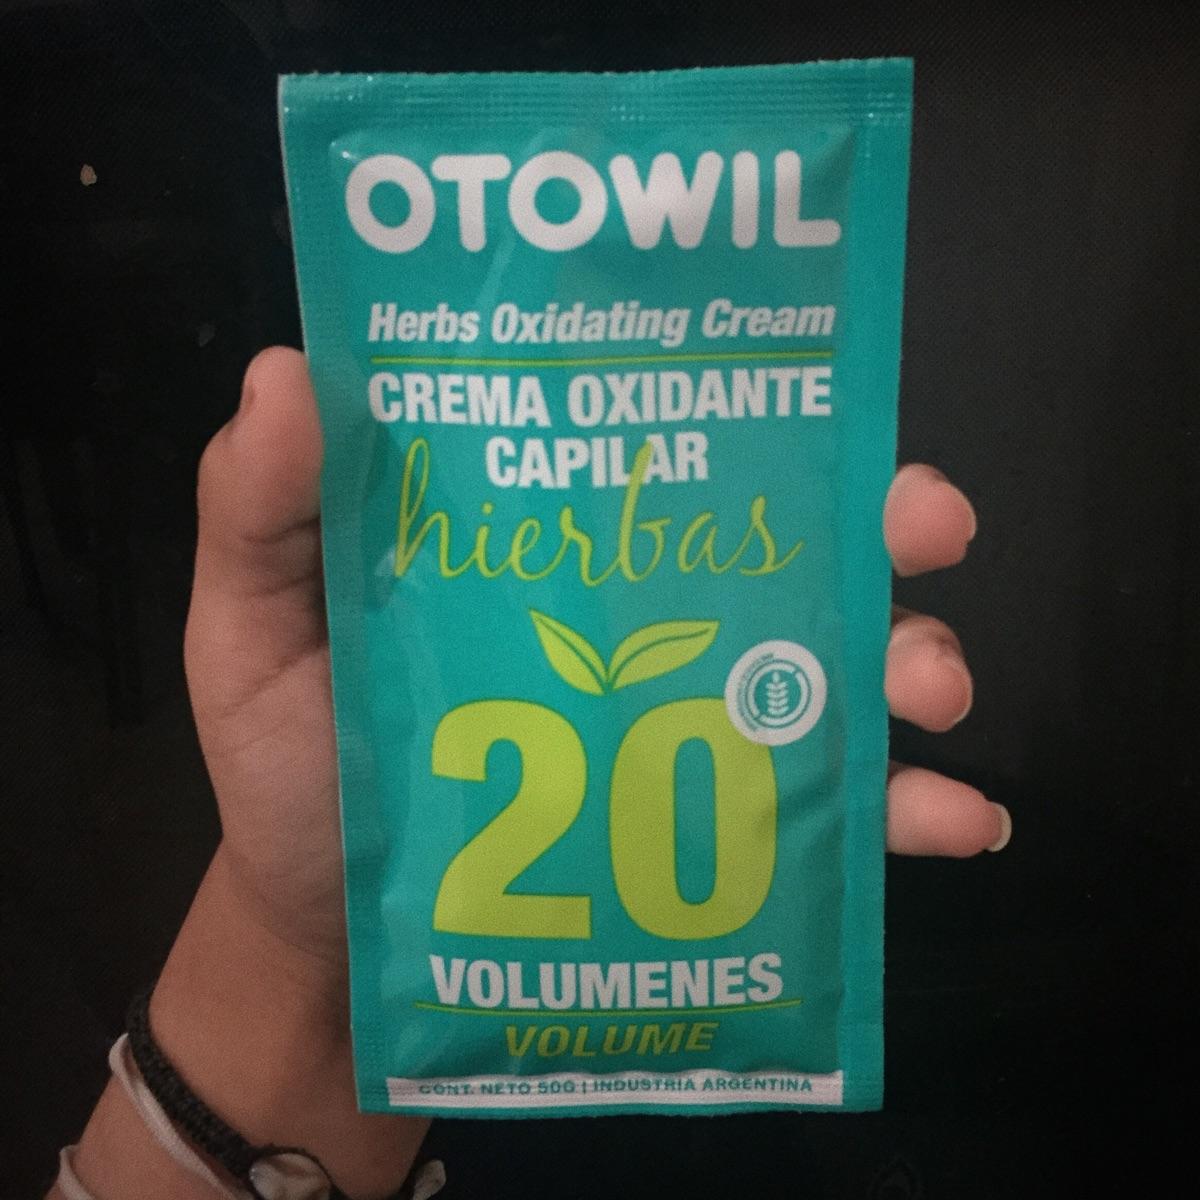 OTOWIL
Herbs Oxidating Cream
CREMA OXIDANTE
CAPILAR
hierbas
20
VOLUMENES
VOLUME
CONT. NETO 50G | INDUSTRIA ARGENTINA